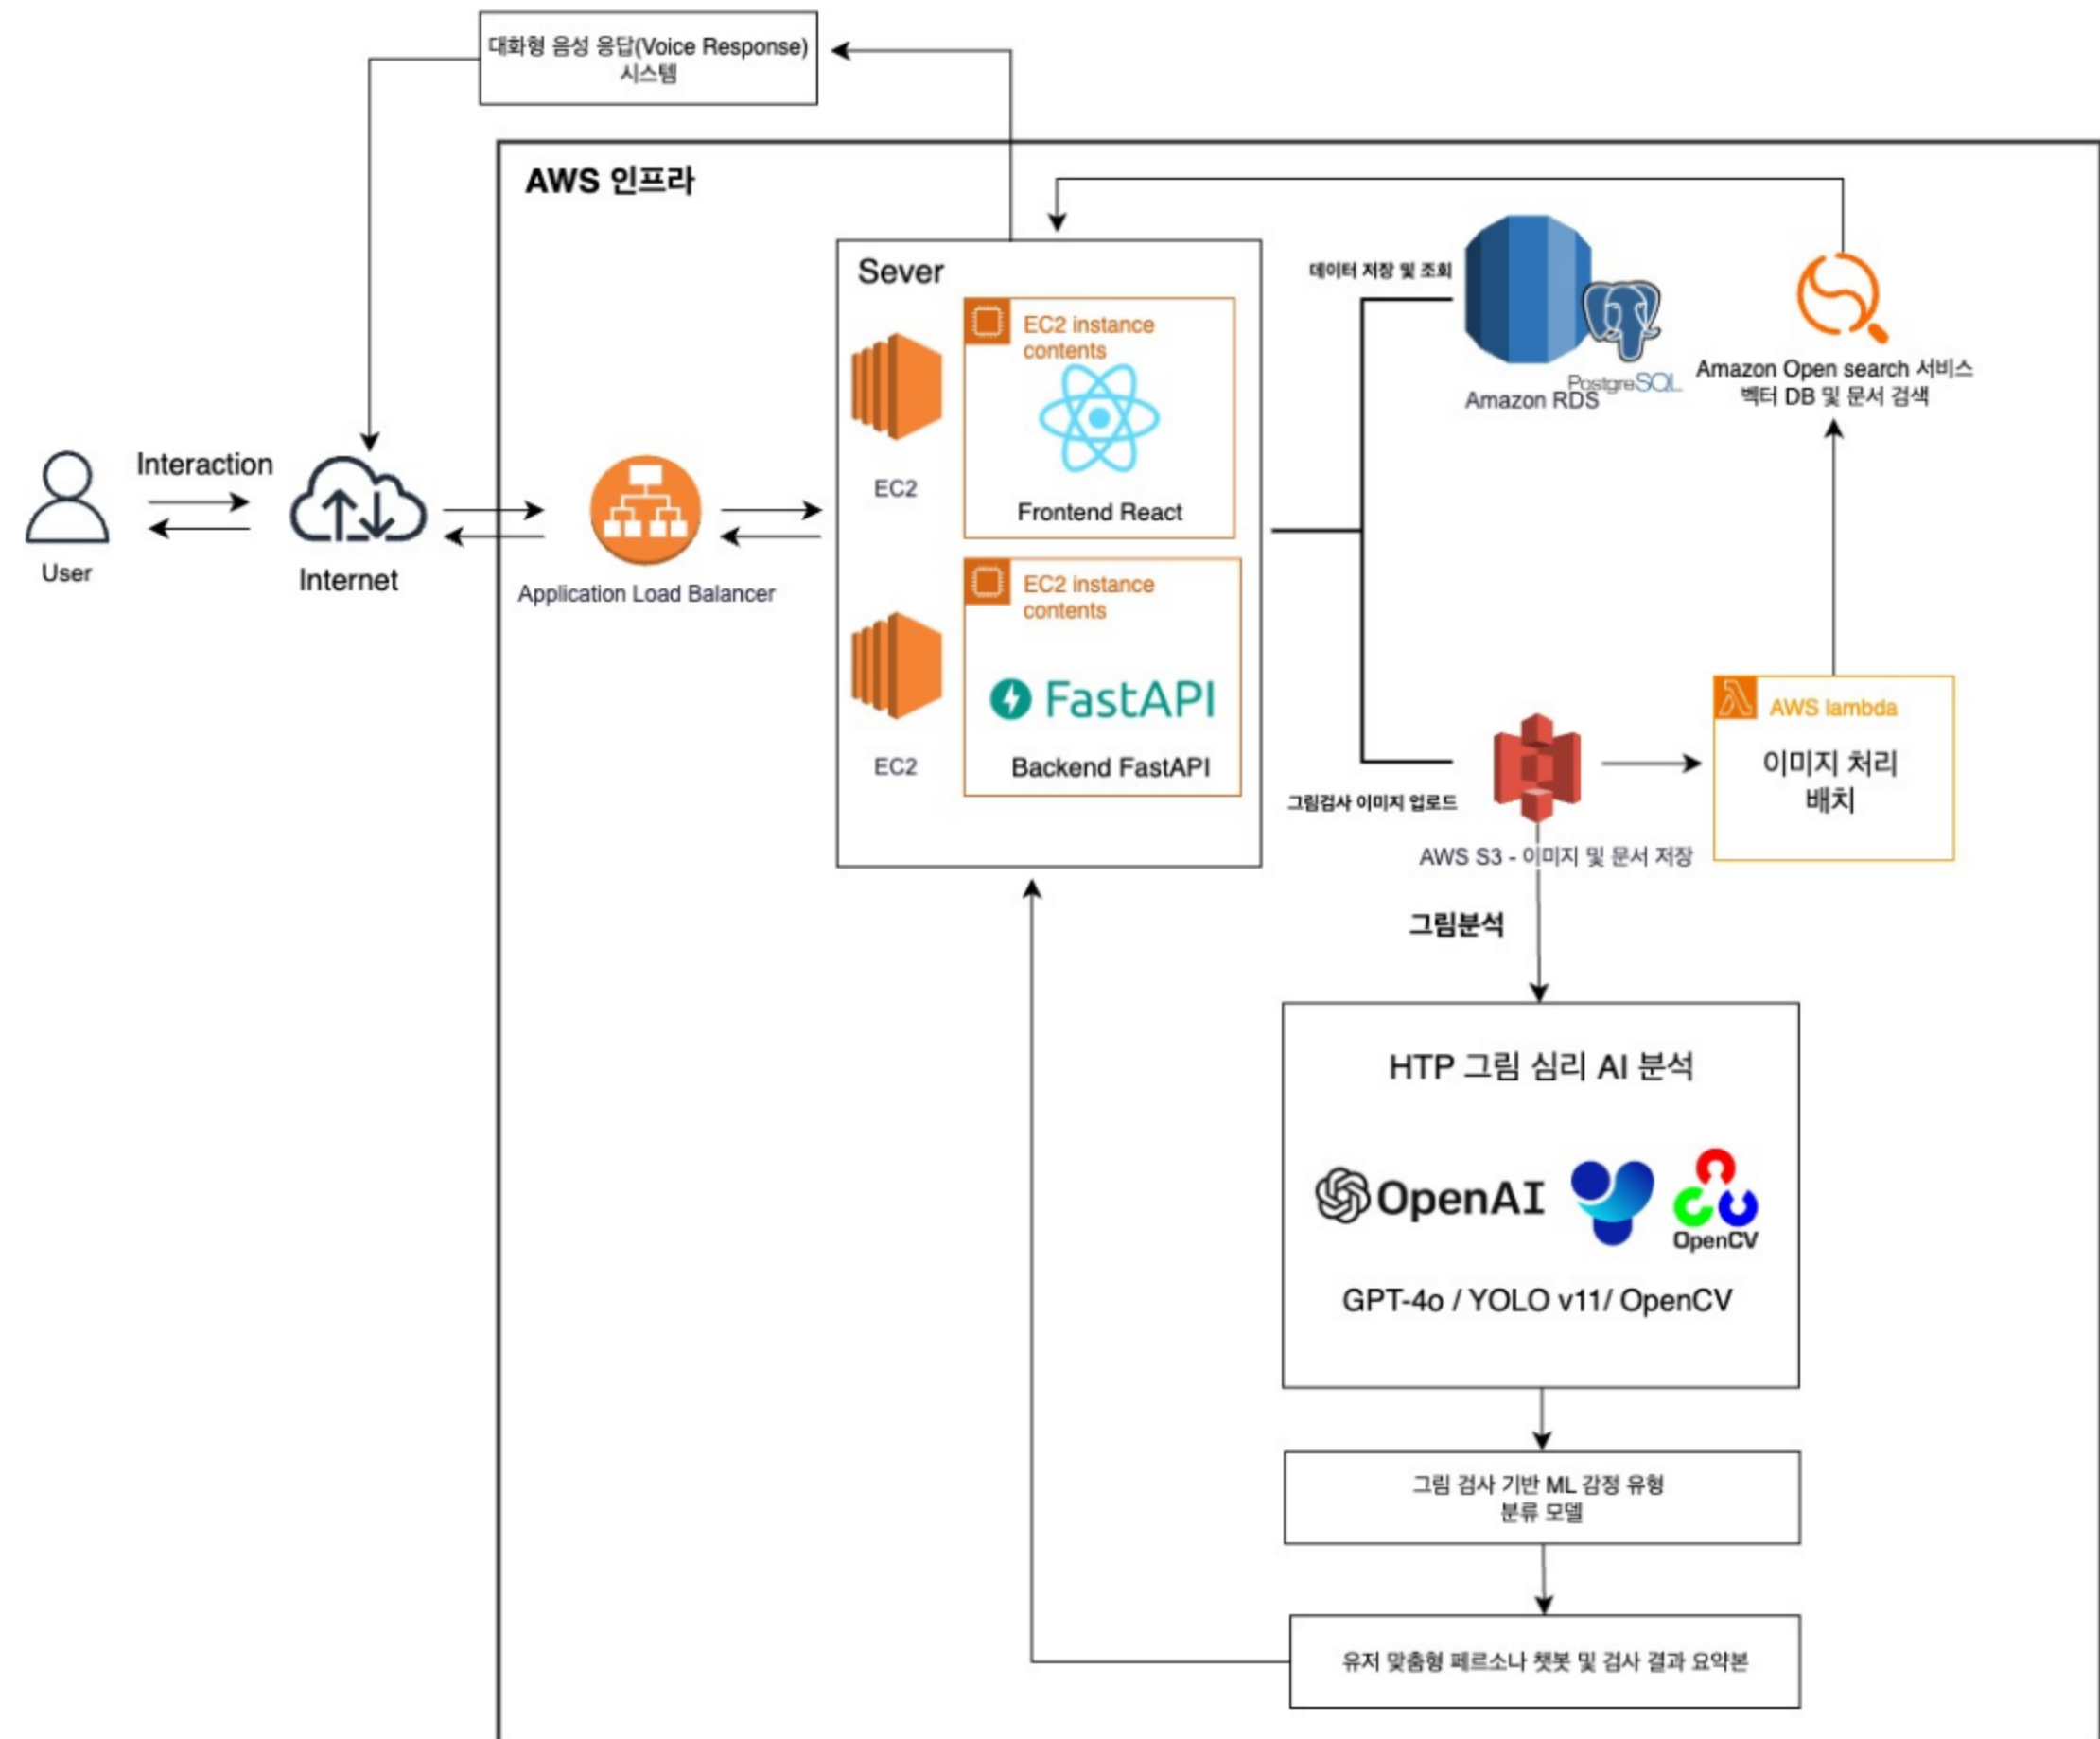 대화형 음성 응답(Voice Response)
시스템
AWS 인프라
Sever
EC2 instance
contents
Frontend React
EC2
EC2 instance
contents
FastAPI
Backend FastAPI
EC2
User
Interaction
Internet
Application Load Balancer
데이터 저장 및 조회
PostgreSQL
Amazon RDS
Amazon Open search 서비스
벡터 DB 및 문서 검색
그림검사 이미지 업로드
AWS S3 - 이미지 및 문서 저장
AWS lambda
이미지 처리
배치
그림분석
HTP 그림 심리 AI 분석
OpenAI
OpenCV
GPT-4o / YOLO v11/ OpenCV
그림 검사 기반 ML 감정 유형
분류 모델
유저 맞춤형 페르소나 챗봇 및 검사 결과 요약본